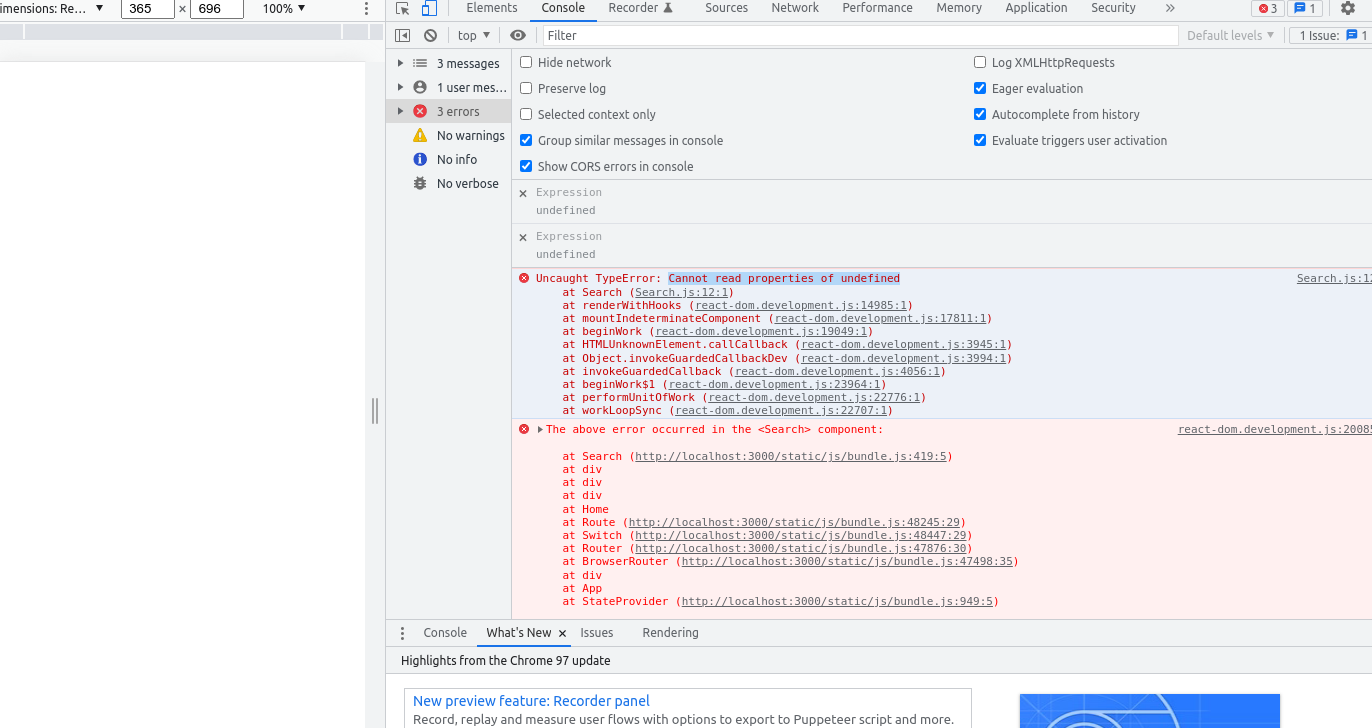 imensions: Re... ▼ 365 × 696 100% ▼
Elements Console Recorder Sources Network Performance Memory Application Security » 3 1
top ▼ Filter Default levels ▼ 1 Issue: 1
3 messages
1 user mes...
3 errors
No warnings
No info
No verbose
Hide network Log XMLHttpRequests
Preserve log Eager evaluation
Selected context only Autocomplete from history
Group similar messages in console Evaluate triggers user activation
Show CORS errors in console
Expression
undefined
Expression
undefined
Uncaught TypeError: Cannot read properties of undefined Search.js:12
at Search (Search.js:12:1)
at renderWithHooks (react-dom.development.js:14985:1)
at mountIndeterminateComponent (react-dom.development.js:17811:1)
at beginWork (react-dom.development.js:19049:1)
at HTMLUnknownElement.callCallback (react-dom.development.js:3945:1)
at Object.invokeGuardedCallbackDev (react-dom.development.js:3994:1)
at invokeGuardedCallback (react-dom.development.js:4056:1)
at beginWork$1 (react-dom.development.js:23964:1)
at performUnitOfWork (react-dom.development.js:22776:1)
at workLoopSync (react-dom.development.js:22707:1)
The above error occurred in the <Search> component: react-dom.development.js:20085
at Search (http://localhost:3000/static/js/bundle.js:419:5)
at div
at div
at div
at Home
at Route (http://localhost:3000/static/js/bundle.js:48245:29)
at Switch (http://localhost:3000/static/js/bundle.js:48447:29)
at Router (http://localhost:3000/static/js/bundle.js:47876:30)
at BrowserRouter (http://localhost:3000/static/js/bundle.js:47498:35)
at div
at App
at StateProvider (http://localhost:3000/static/js/bundle.js:949:5)
Console What's New × Issues Rendering
Highlights from the Chrome 97 update
New preview feature: Recorder panel
Record, replay and measure user flows with options to export to Puppeteer script and more.